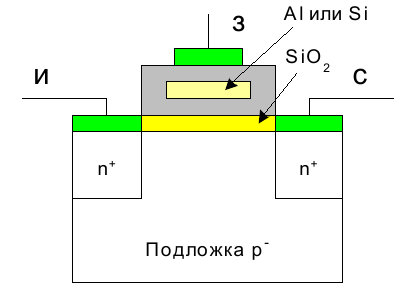 З
Al или Si
SiO2
И
С
n+
n+
Подложка p-